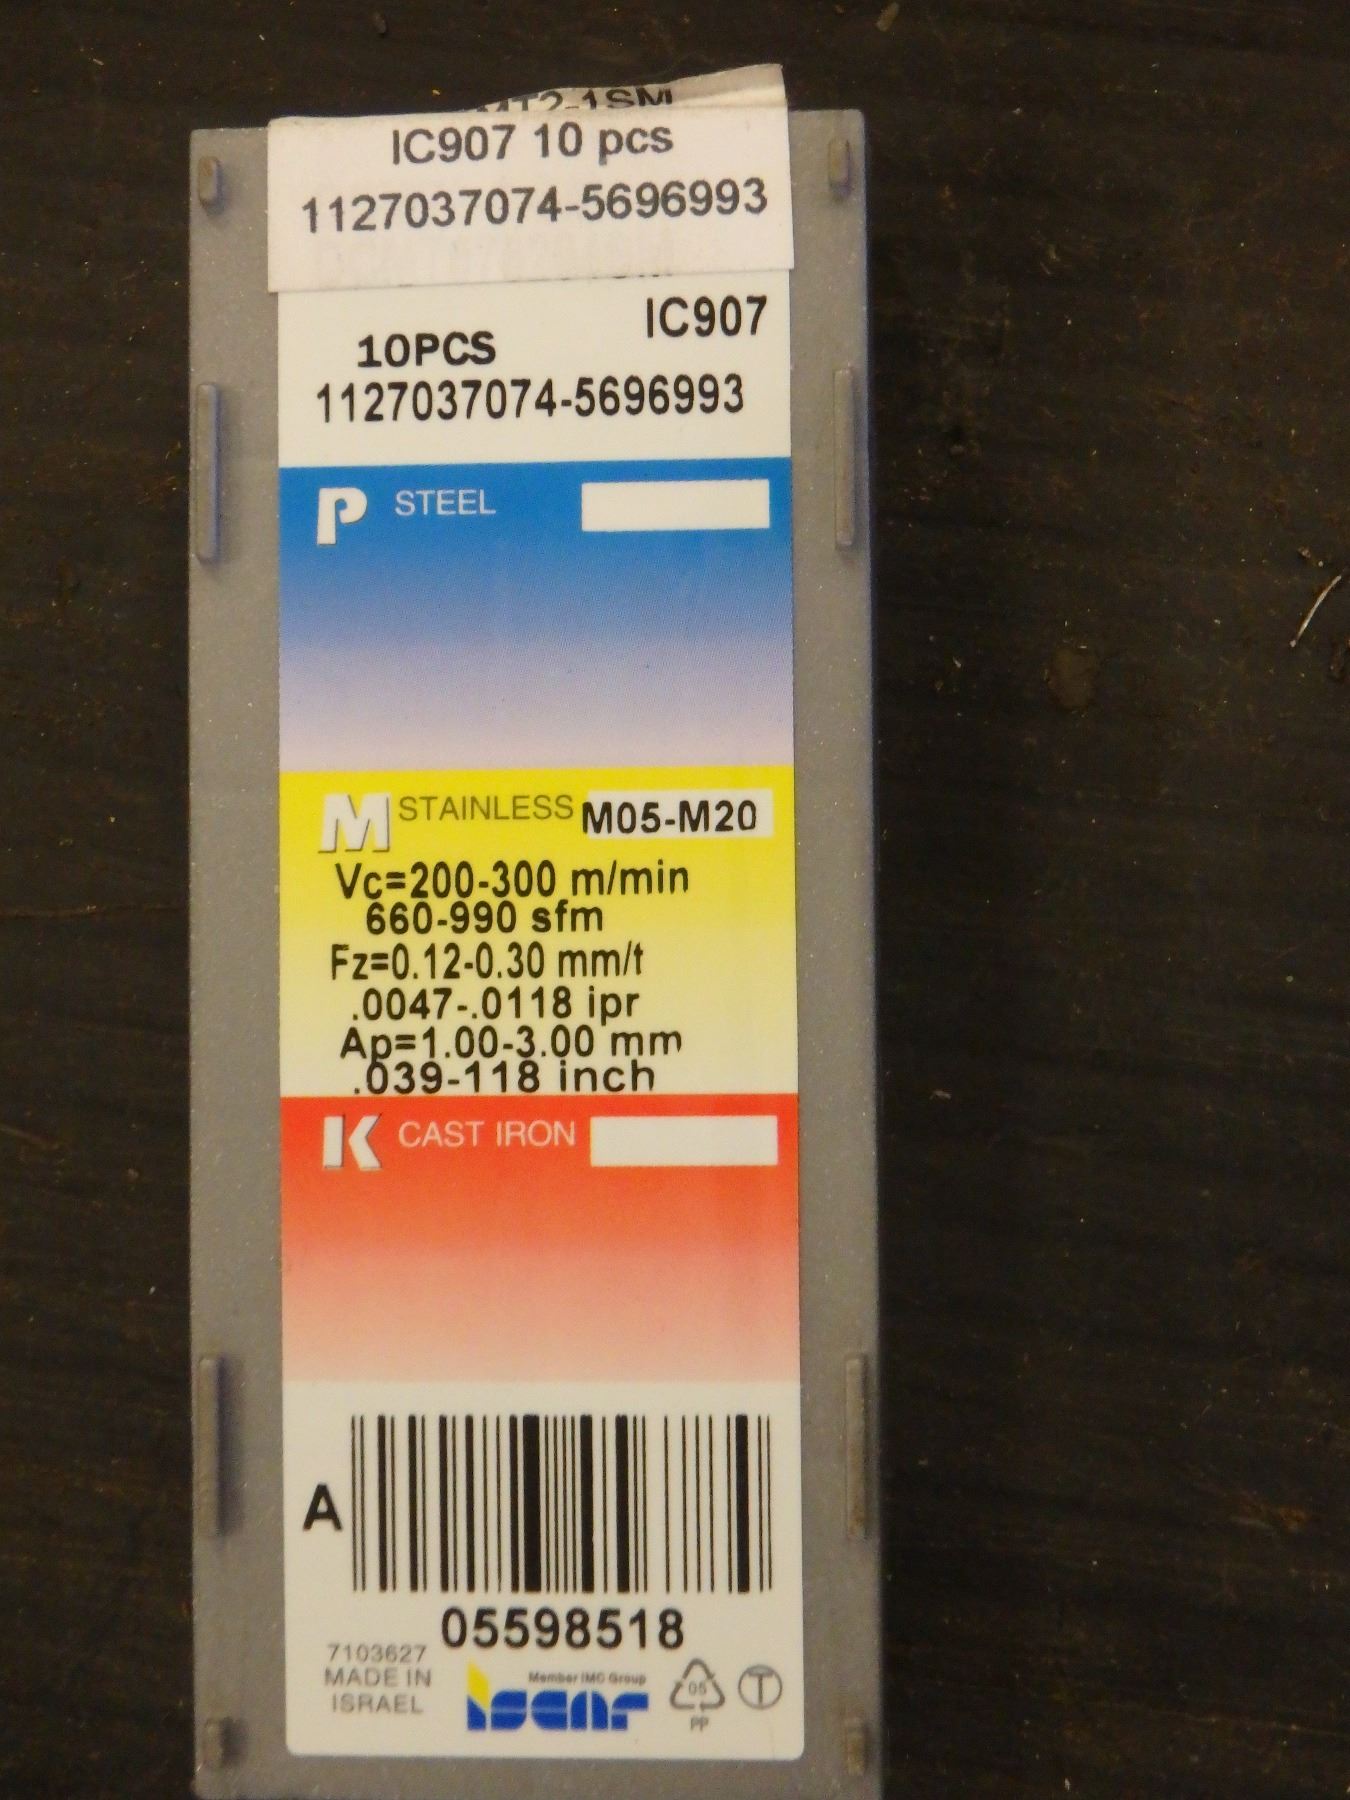 IC907 10 pcs
1127037074-5696993
IC907
10PCS
1127037074-5696993
P STEEL
M STAINLESS M05-M20
Vc=200-300 m/min
660-990 sfm
Fz=0.12-0.30 mm/t
.0047-.0118 ipr
Ap=1.00-3.00 mm
.039-118 inch
K CAST IRON
A
05598518
7103627
MADE IN
ISRAEL
Member IMC Group
iscar
05
PP
T